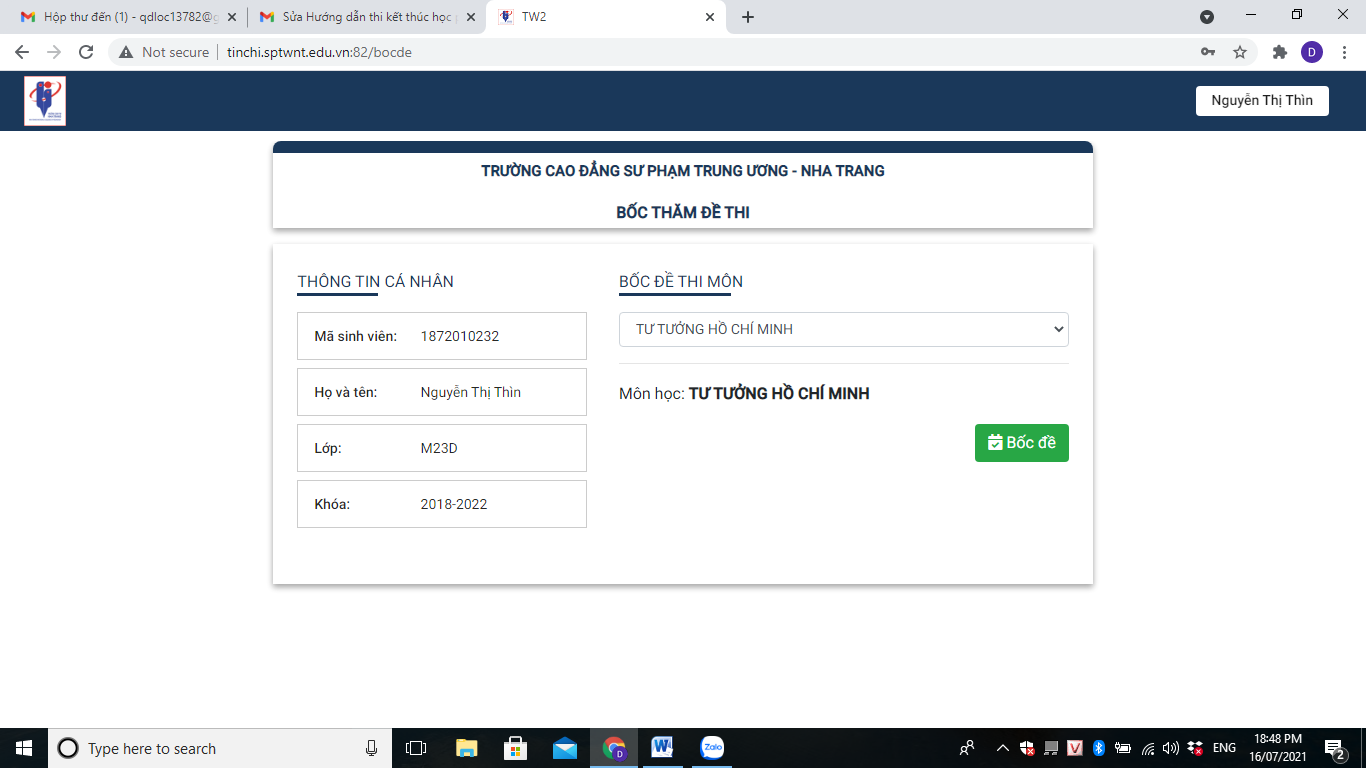 Hộp thư đến (1) - qdloc13782@g
Sửa Hướng dẫn thi kết thúc học
TW2
Not secure
tinchi.sptwnt.edu.vn:82/bocde
D
Nguyễn Thị Thìn
TRƯỜNG CAO ĐẲNG SƯ PHẠM TRUNG ƯƠNG - NHA TRANG
BỐC THĂM ĐỀ THI
THÔNG TIN CÁ NHÂN
Mã sinh viên: 1872010232
Họ và tên: Nguyễn Thị Thìn
Lớp: M23D
Khóa: 2018-2022
BỐC ĐỀ THI MÔN
TƯ TƯỞNG HỒ CHÍ MINH
Môn học: TƯ TƯỞNG HỒ CHÍ MINH
Bốc đề
Type here to search
D
W
Zalo
V
ENG
18:48 PM
16/07/2021
2